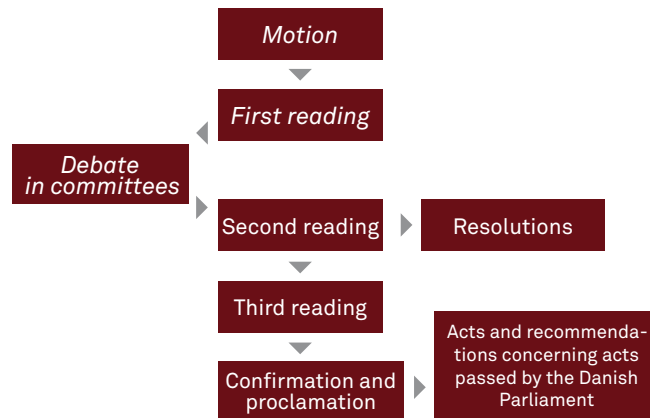 Motion
First reading
Debate
in committees
Second reading
Resolutions
Third reading
Confirmation and
proclamation
Acts and recommenda-
tions concerning acts
passed by the Danish
Parliament